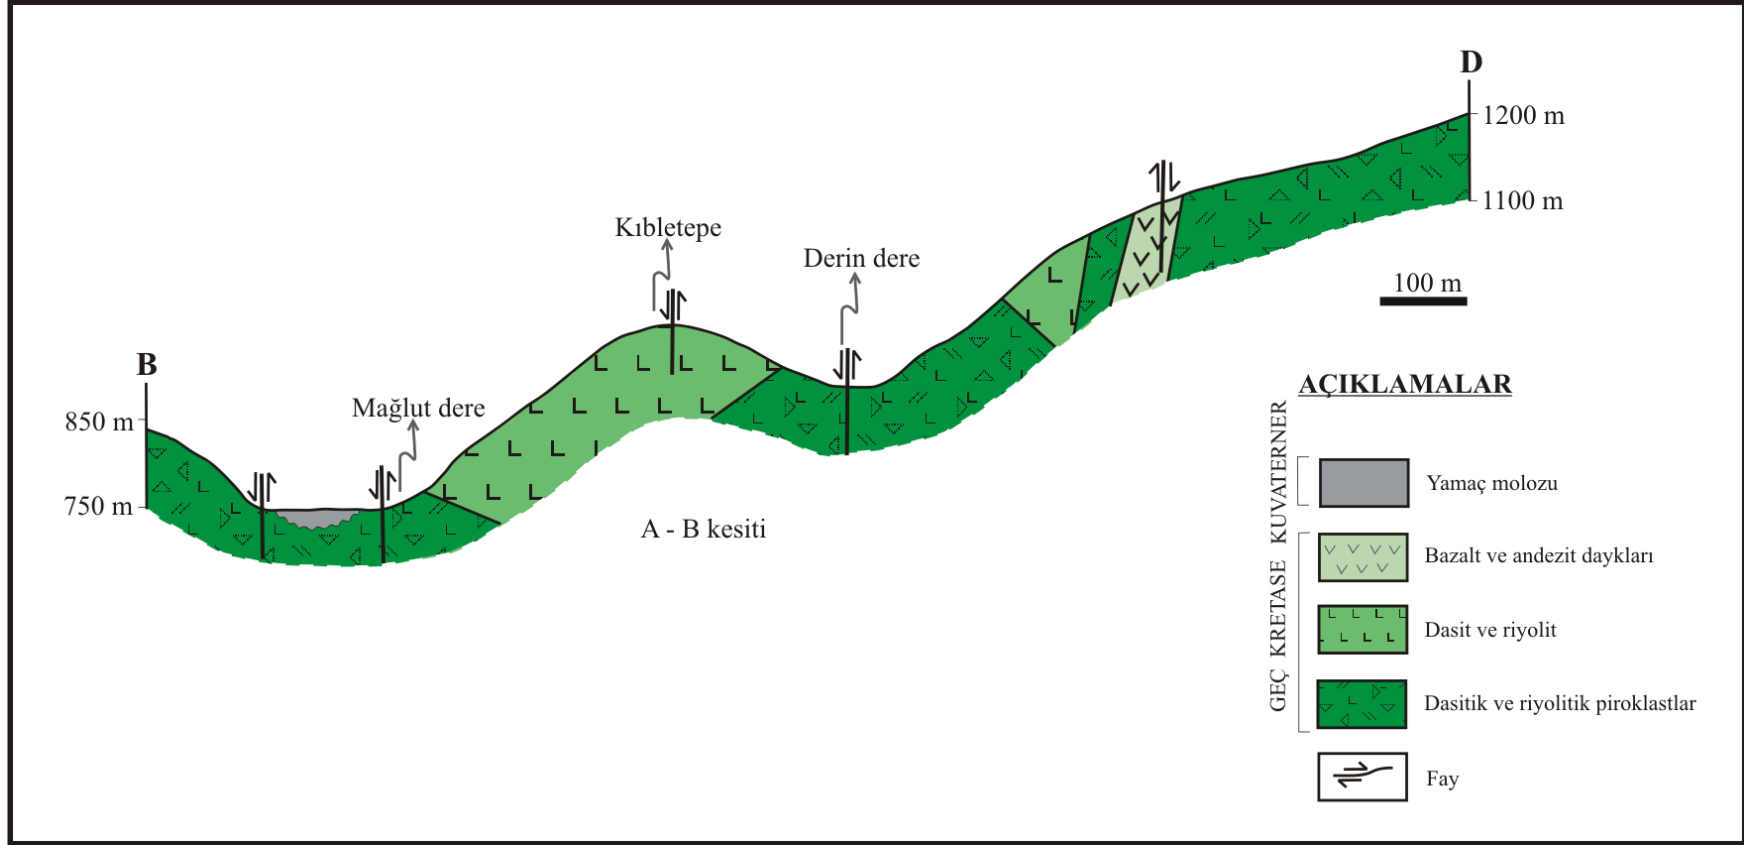 D
1200 m
1100 m
Kıbletepe
Derin dere
100 m
B
Mağlut dere
850 m
750 m
A - B kesiti
AÇIKLAMALAR
KUVATERNER
Yamaç molozu
GEÇ KRETASE
Bazalt ve andezit daykları
Dasit ve riyolit
Dasitik ve riyolitik piroklastlar
Fay